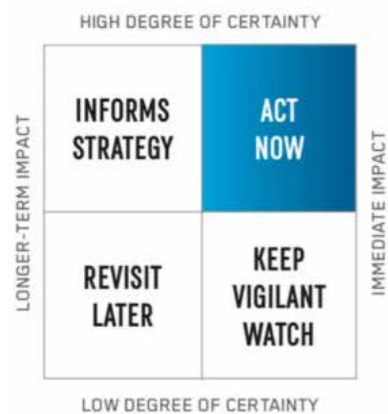 HIGH DEGREE OF CERTAINTY
LONGER-TERM IMPACT
INFORMS
STRATEGY
ACT
NOW
IMMEDIATE IMPACT
REVISIT
LATER
KEEP
VIGILANT
WATCH
LOW DEGREE OF CERTAINTY